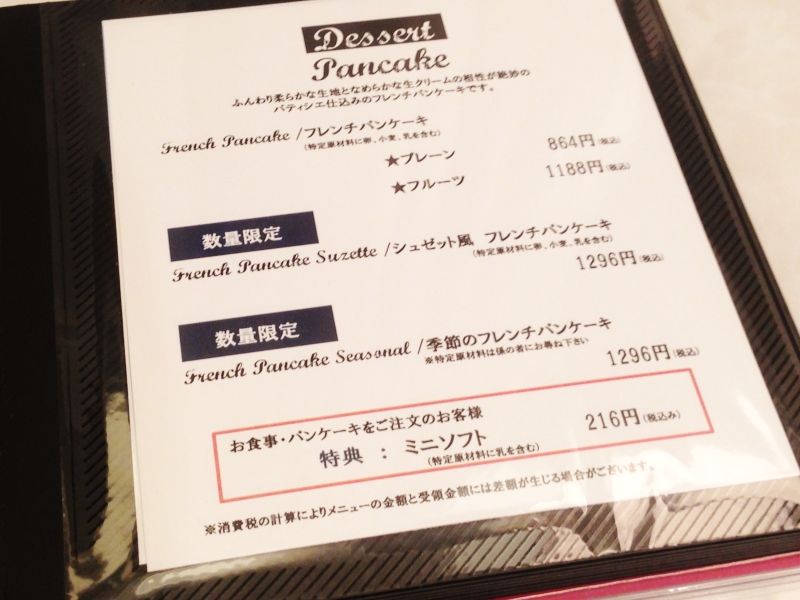 Dessert
Pancake
ふんわり柔らかな生地となめらかな生クリームの相性が絶妙の
パティシエ仕込みのフレンチパンケーキです。
French Pancake /フレンチパンケーキ
(特定原材料に卵、小麦、乳を含む)
★プレーン 864円(税込)
★フルーツ 1188円(税込)
数量限定
French Pancake Suzette /シュゼット風 フレンチパンケーキ
(特定原材料に卵、小麦、乳を含む)
1296円(税込)
数量限定
French Pancake Seasonal /季節のフレンチパンケーキ
※特定原材料は係の者にお尋ね下さい
1296円(税込)
お食事・パンケーキをご注文のお客様
特典 : ミニソフト 216円(税込み)
(特定原材料に乳を含む)
※消費税の計算によりメニューの金額と受領金額には差額が生じる場合がございます。